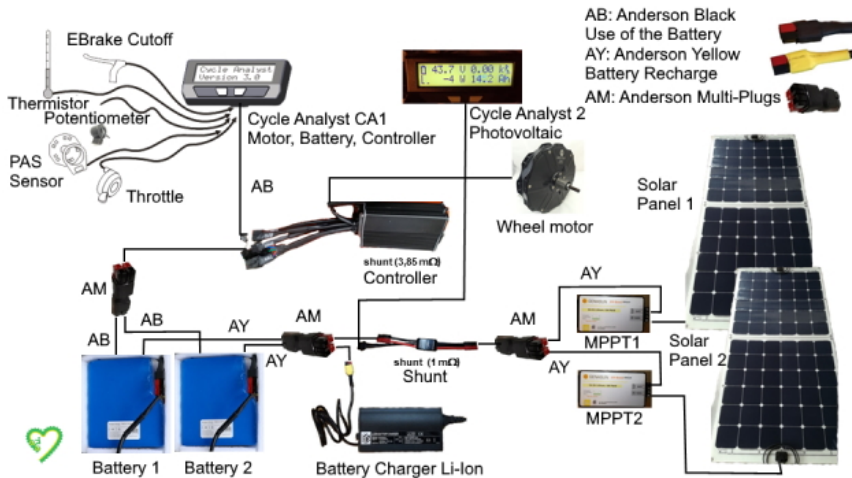 EBrake Cutoff
Cycle Analyst
Version 3.0
Thermistor
Potentiometer
PAS
Sensor
Throttle
Cycle Analyst CA1
Motor, Battery, Controller
43.7 V 0.00 kt
-4 W 14.2 Ah
Cycle Analyst 2
Photovoltaic
AB: Anderson Black
Use of the Battery
AY: Anderson Yellow
Battery Recharge
AM: Anderson Multi-Plugs
AB
Wheel motor
Solar
Panel 1
shunt (3,85 mΩ)
Controller
AM
AB
AB
AY
AY
AM
AM
AY
AY
MPPT1
Solar
Panel 2
shunt (1 mΩ)
Shunt
MPPT2
Battery 1
Battery 2
Battery Charger Li-Ion